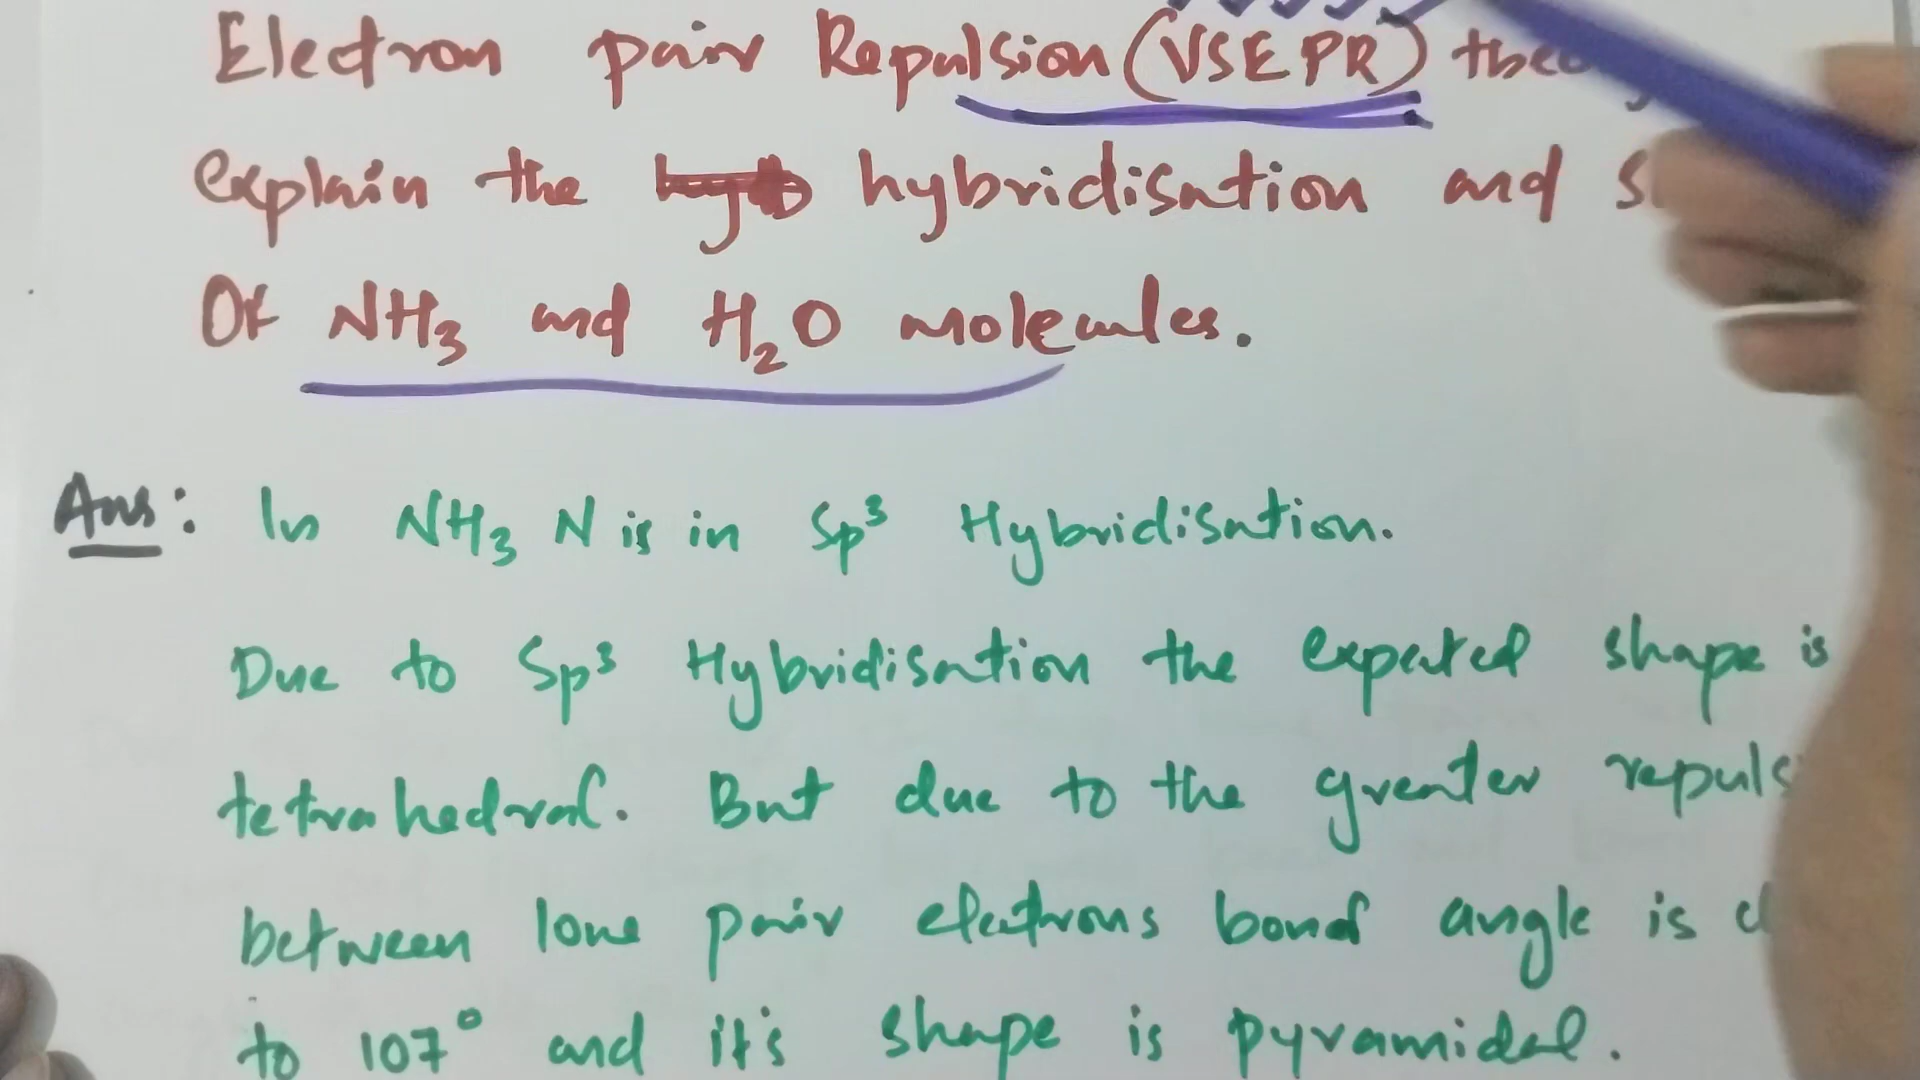 Electron pair Repulsion (VSEPR)
explain the hybridisation and
Of NH3 and H2O molecules.
Ans: In NH3 N is in Sp³ Hybridisation.
Due to Sp³ Hybridisation the expected shape is
tetrahedral. But due to the greater
between lone pair electrons bond angle is
to 107° and it's shape is pyramidal.